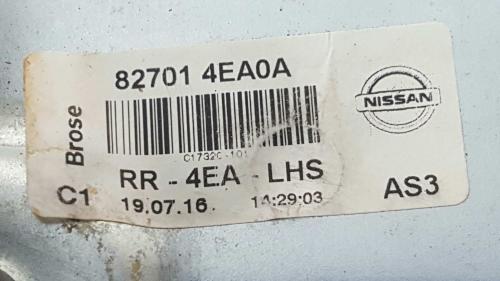 82701 4EA0A
NISSAN
Brose
C1732C-101
RR - 4EA - LHS
C1
19.07.16 14:29:03
AS3